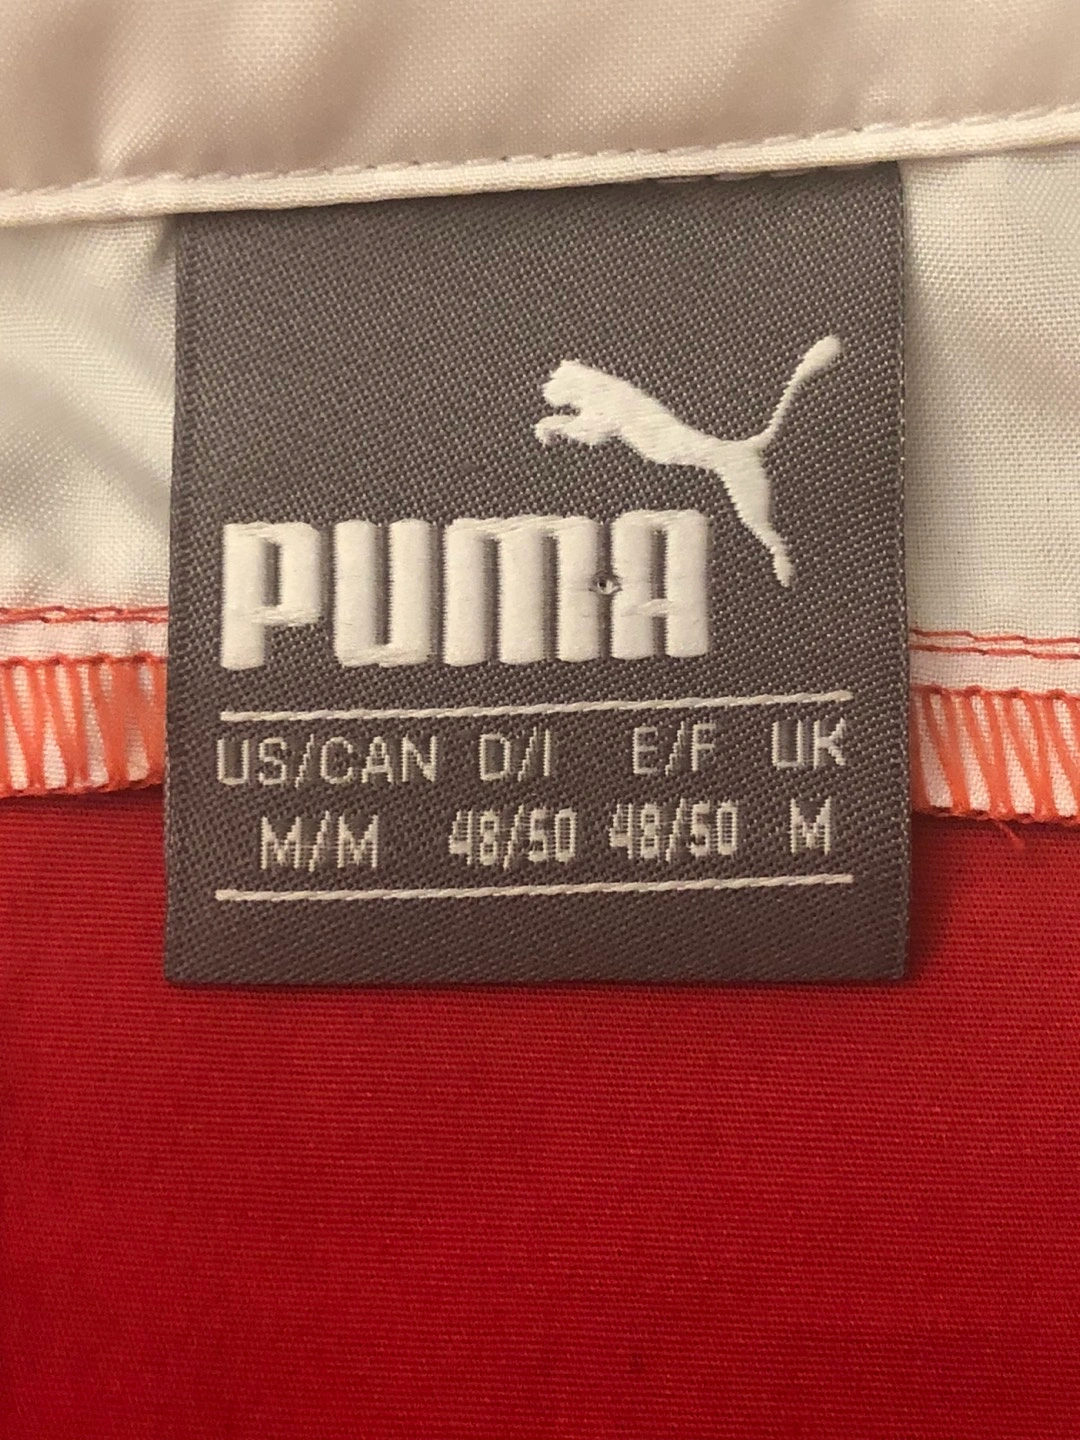 PUMA
US/CAN D/I E/F UK
M/M 48/50 48/50 M